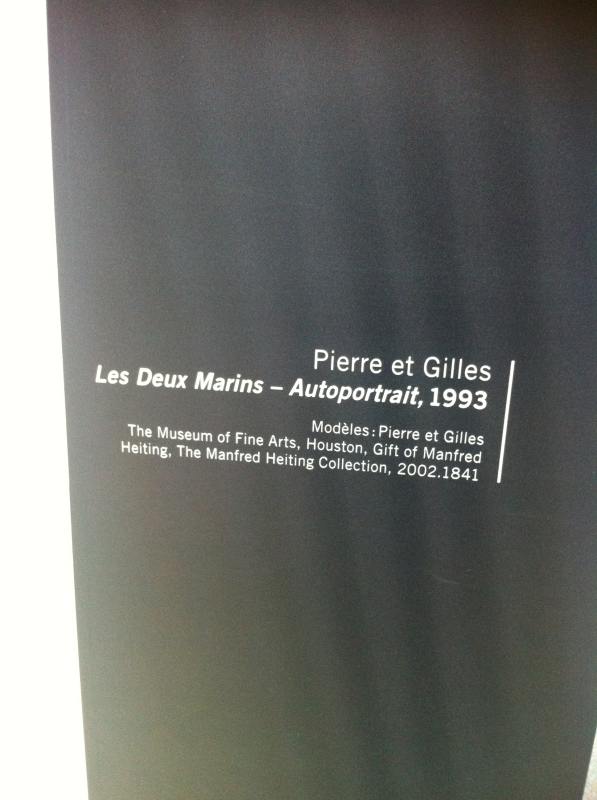 Pierre et Gilles
Les Deux Marins – Autoportrait, 1993
Modèles : Pierre et Gilles
The Museum of Fine Arts, Houston, Gift of Manfred
Heiting, The Manfred Heiting Collection, 2002.1841